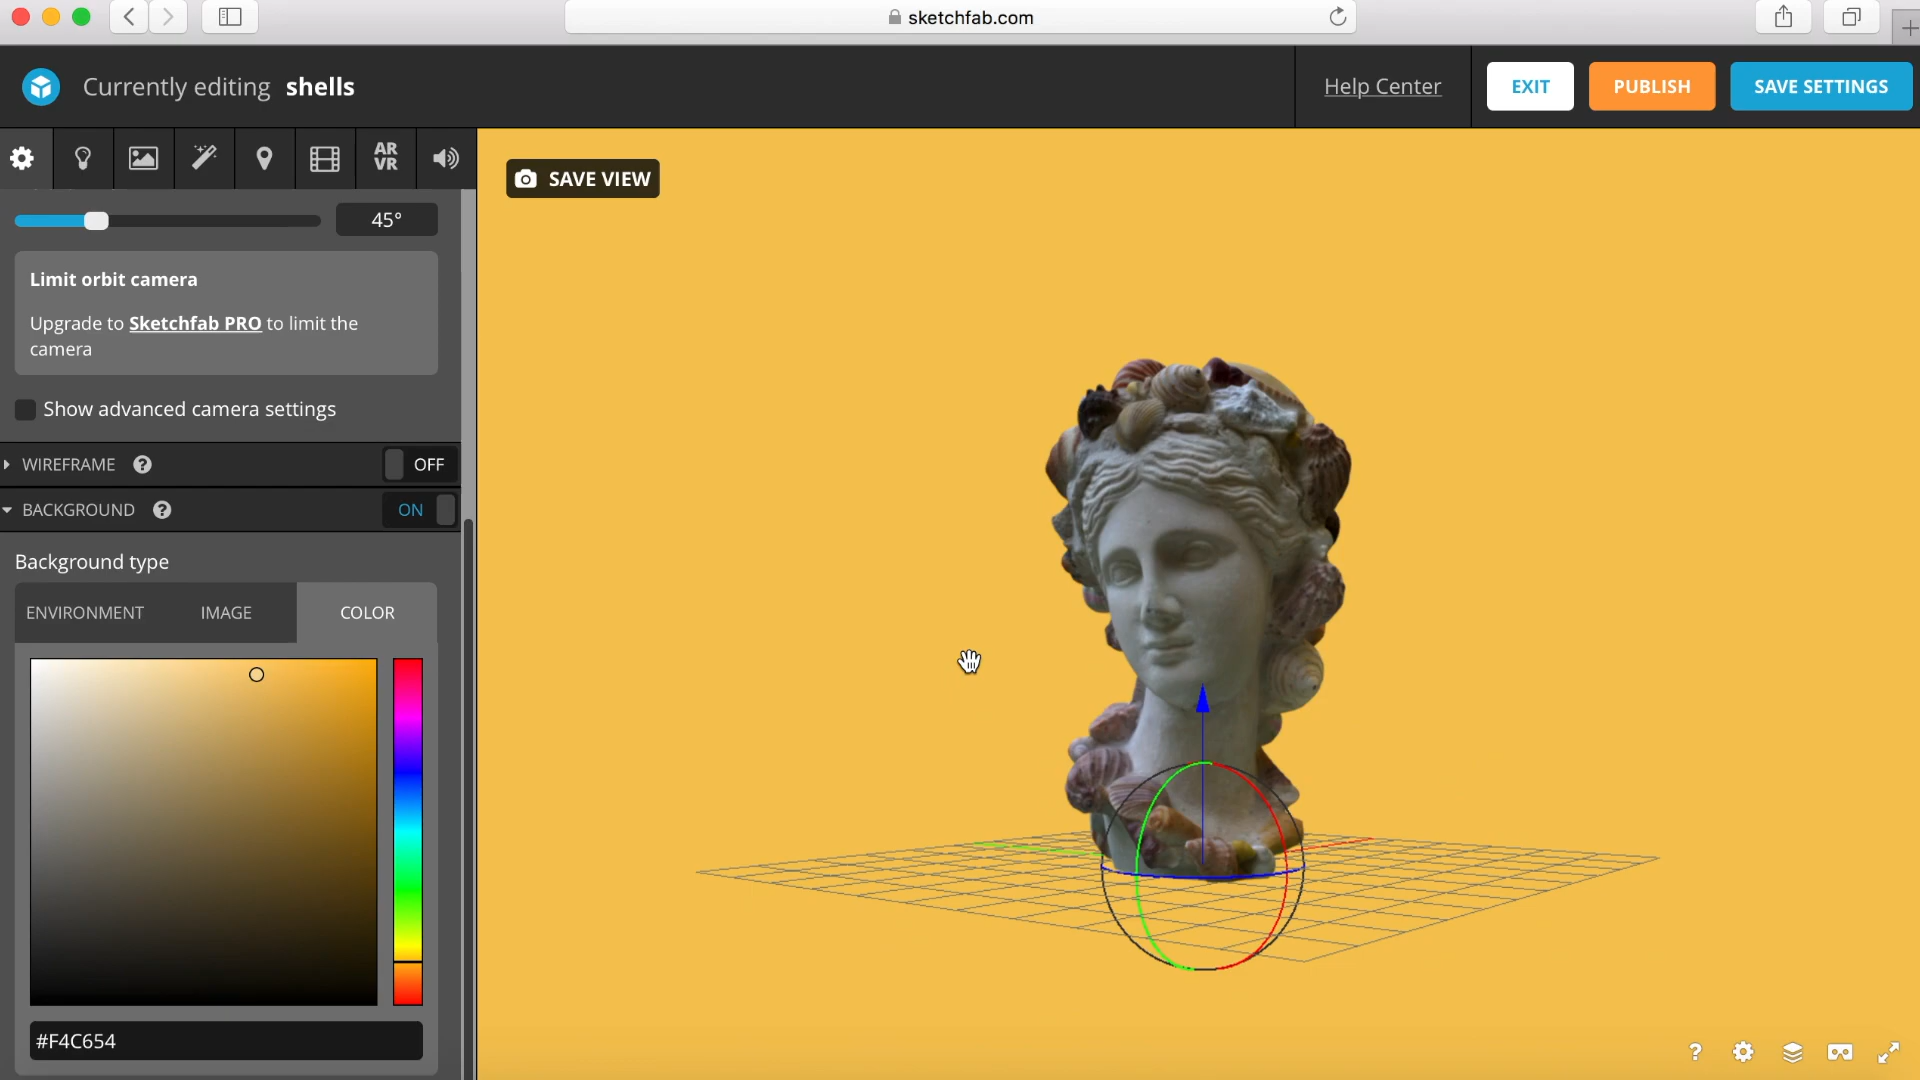 sketchfab.com
Currently editing shells
Help Center
EXIT
PUBLISH
SAVE SETTINGS
AR
VR
SAVE VIEW
45°
Limit orbit camera
Upgrade to Sketchfab PRO to limit the
camera
Show advanced camera settings
WIREFRAME ? OFF
BACKGROUND ? ON
Background type
ENVIRONMENT IMAGE COLOR
#F4C654
?